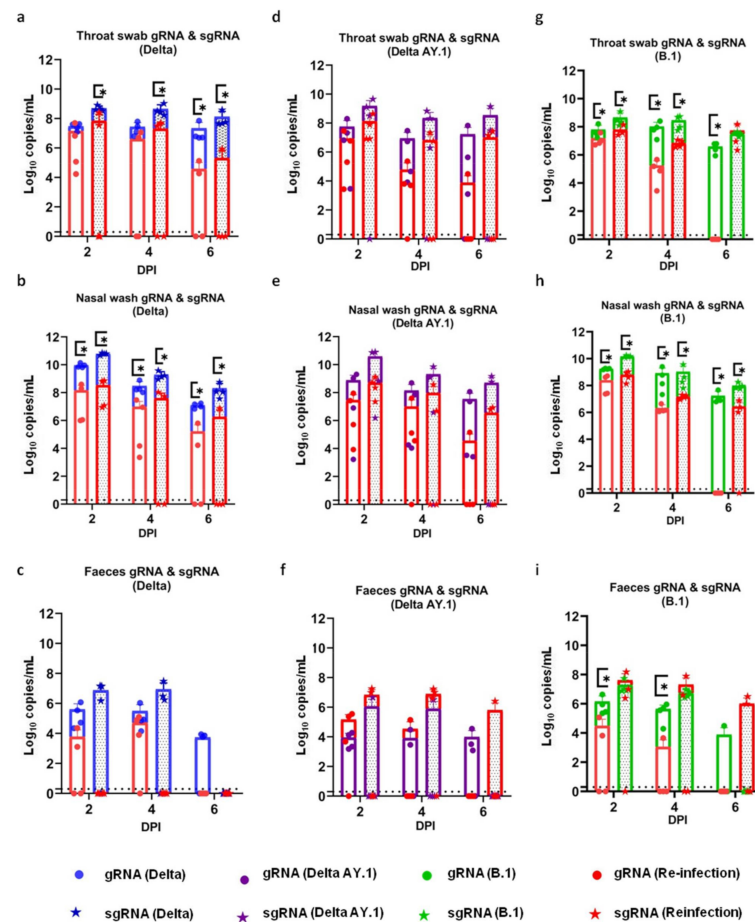 a
Throat swab gRNA & sgRNA
(Delta)
Log10 copies/mL
12
10
8
6
4
2
0
* * * *
2 4 6
DPI
d
Throat swab gRNA & sgRNA
(Delta AY.1)
Log10 copies/mL
14
12
10
8
6
4
2
0
2 4 6
DPI
g
Throat swab gRNA & sgRNA
(B.1)
Log10 copies/mL
12
10
8
6
4
2
0
* * * * *
2 4 6
DPI
b
Nasal wash gRNA & sgRNA
(Delta)
Log10 copies/mL
12
10
8
6
4
2
0
* * * * * *
2 4 6
DPI
e
Nasal wash gRNA & sgRNA
(Delta AY.1)
Log10 copies/mL
12
10
8
6
4
2
0
2 4 6
DPI
h
Nasal wash gRNA & sgRNA
(B.1)
Log10 copies/mL
12
10
8
6
4
2
0
* * * * *
2 4 6
DPI
c
Faeces gRNA & sgRNA
(Delta)
Log10 copies/mL
12
10
8
6
4
2
0
2 4 6
DPI
f
Faeces gRNA & sgRNA
(Delta AY.1)
Log10 copies/mL
12
10
8
6
4
2
0
2 4 6
DPI
i
Faeces gRNA & sgRNA
(B.1)
Log10 copies/mL
12
10
8
6
4
2
0
* *
2 4 6
DPI
gRNA (Delta) gRNA (Delta AY.1) gRNA (B.1) gRNA (Re-infection)
sgRNA (Delta) sgRNA (Delta AY.1) sgRNA (B.1) sgRNA (Reinfection)